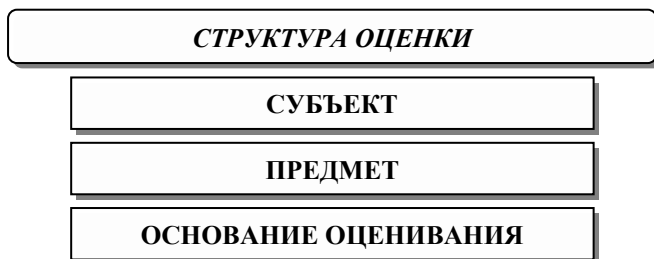 СТРУКТУРА ОЦЕНКИ
СУБЪЕКТ
ПРЕДМЕТ
ОСНОВАНИЕ ОЦЕНИВАНИЯ